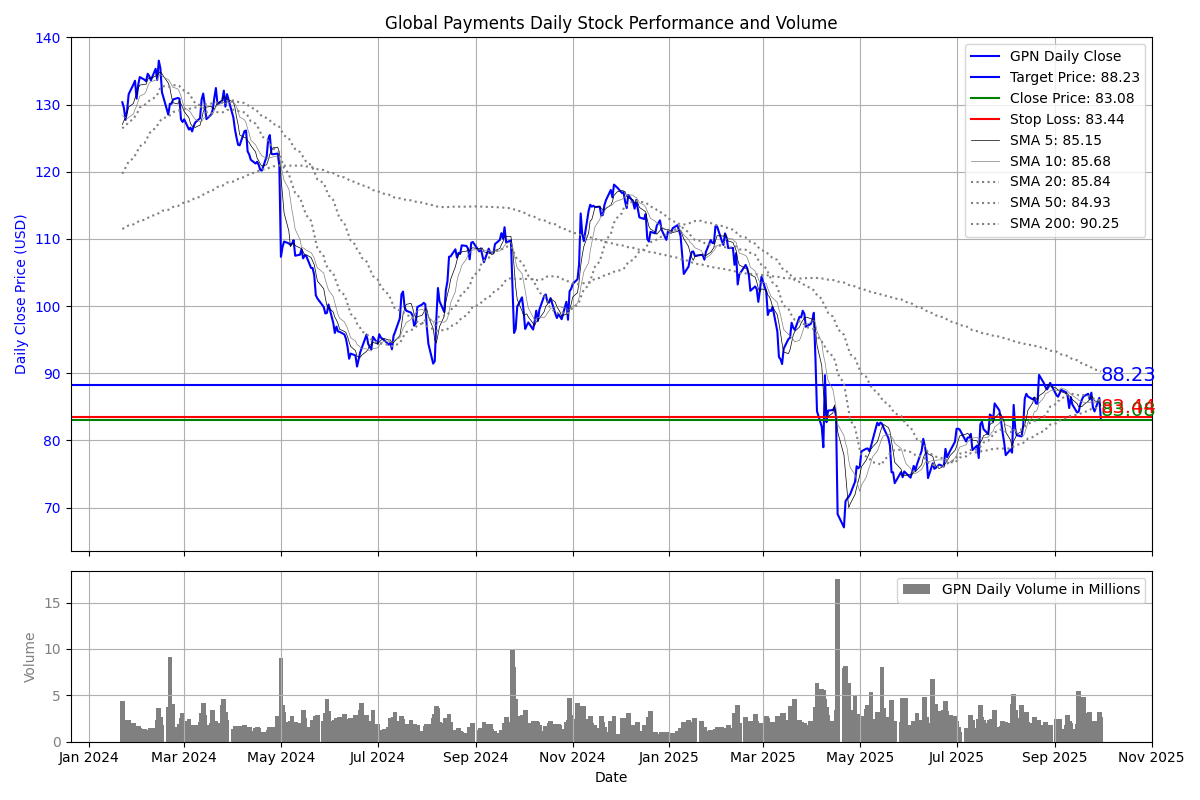 Global Payments Daily Stock Performance and Volume
Daily Close Price (USD)
140
130
120
110
100
90
80
70
GPN Daily Close
Target Price: 88.23
Close Price: 83.08
Stop Loss: 83.44
SMA 5: 85.15
SMA 10: 85.68
SMA 20: 85.84
SMA 50: 84.93
SMA 200: 90.25
88.23
83.44
83.08
Volume
15
10
5
0
GPN Daily Volume in Millions
Jan 2024 Mar 2024 May 2024 Jul 2024 Sep 2024 Nov 2024 Jan 2025 Mar 2025 May 2025 Jul 2025 Sep 2025 Nov 2025
Date